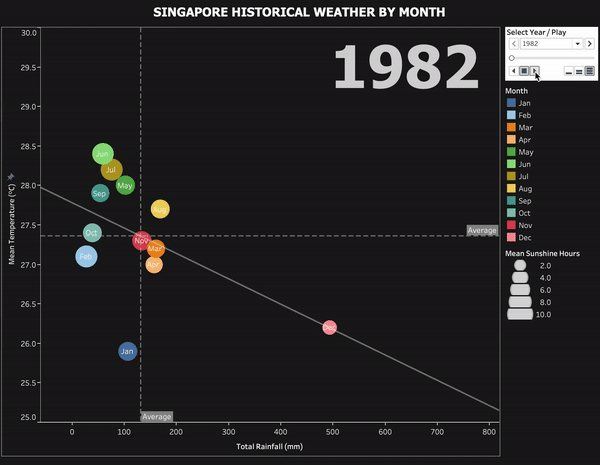 SINGAPORE HISTORICAL WEATHER BY MONTH
1982
Select Year / Play
1982
Month
Jan
Feb
Mar
Apr
May
Jun
Jul
Aug
Sep
Oct
Nov
Dec
Mean Sunshine Hours
2.0
4.0
6.0
8.0
10.0
Mean Temperature (°C)
30.0
29.5
29.0
28.5
28.0
27.5
27.0
26.5
26.0
25.5
25.0
Jun
Jul
May
Sep
Aug
Oct
Nov
Mar
Feb
Apr
Dec
Jan
Average
Average
0
100
200
300
400
500
600
700
800
Total Rainfall (mm)